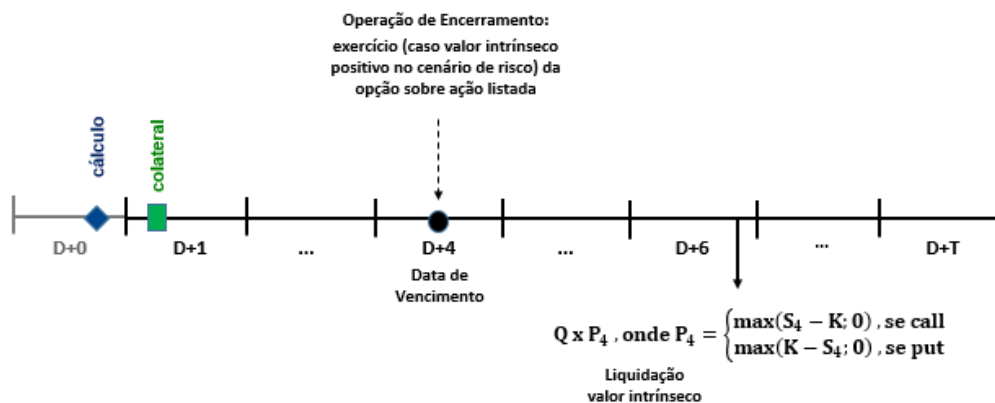 Operação de Encerramento:
exercício (caso valor intrínseco
positivo no cenário de risco) da
opção sobre ação listada
cálculo
colateral
D+0
D+1
...
D+4
...
D+6
...
D+T
Data de
Vencimento
Q x P₄ , onde P₄ = {max(S₄ − K; 0) , se call
max(K − S₄; 0) , se put
Liquidação
valor intrínseco